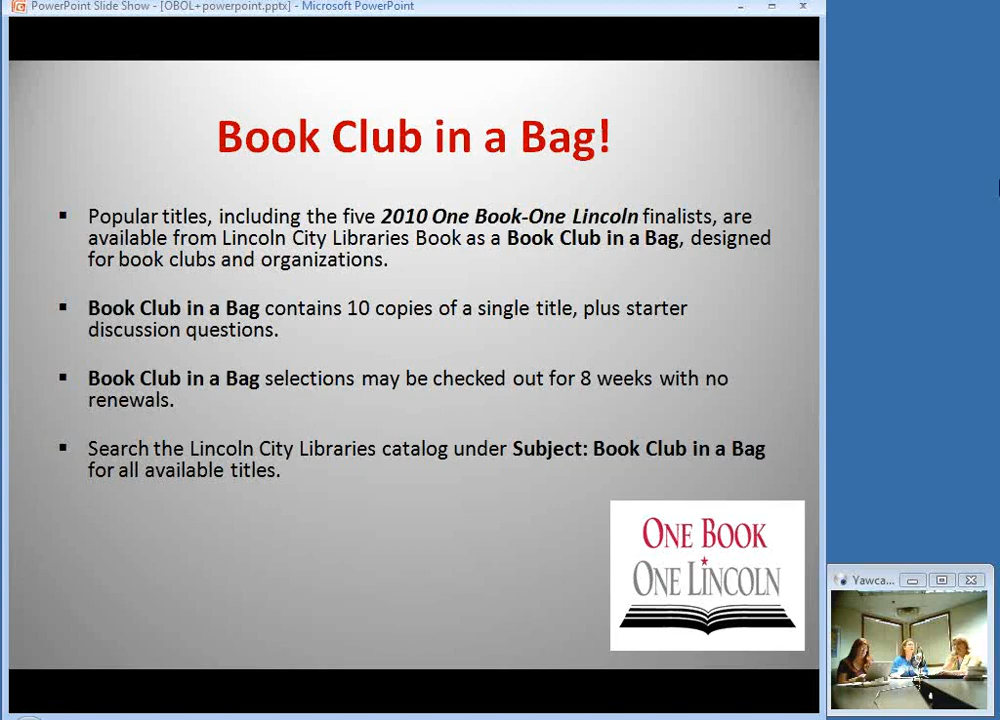 PowerPoint Slide Show - [OBOL+powerpoint.pptx] - Microsoft PowerPoint
Book Club in a Bag!
Popular titles, including the five 2010 One Book-One Lincoln finalists, are
available from Lincoln City Libraries Book as a Book Club in a Bag, designed
for book clubs and organizations.
Book Club in a Bag contains 10 copies of a single title, plus starter
discussion questions.
Book Club in a Bag selections may be checked out for 8 weeks with no
renewals.
Search the Lincoln City Libraries catalog under Subject: Book Club in a Bag
for all available titles.
ONE BOOK
ONE LINCOLN
Yawca...